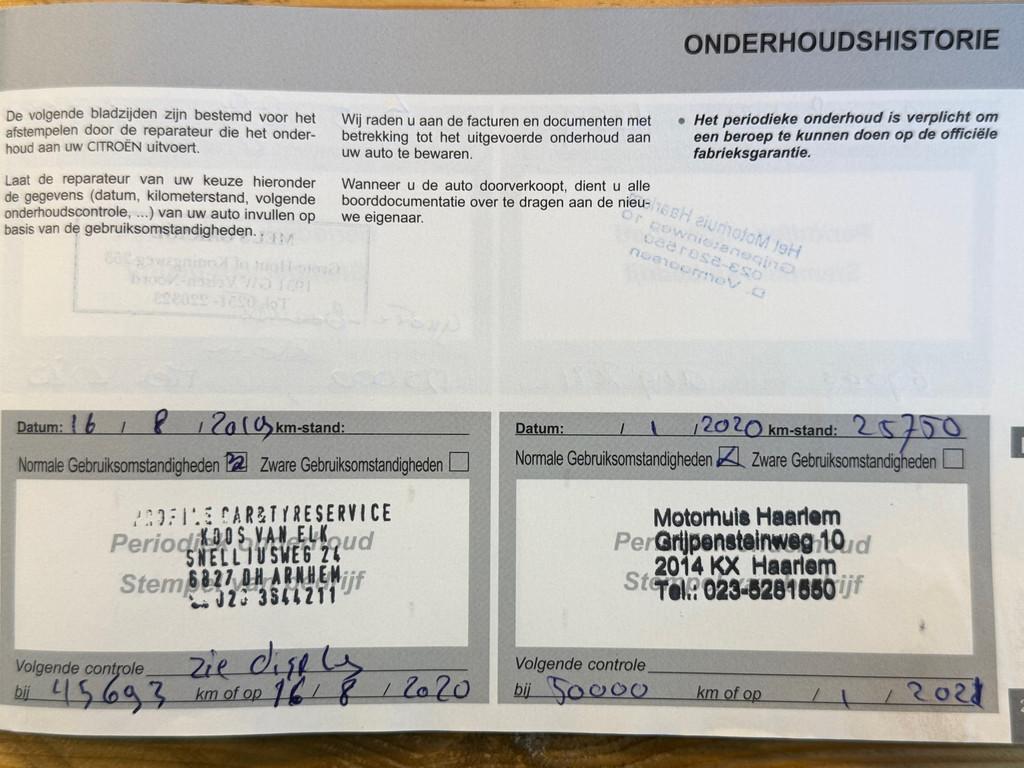 ONDERHOUDSHISTORIE
De volgende bladzijden zijn bestemd voor het
afstempelen door de reparateur die het onder-
houd aan uw CITROËN uitvoert.
Laat de reparateur van uw keuze hieronder
de gegevens (datum, kilometerstand, volgende
onderhoudscontrole, ...) van uw auto invullen op
basis van de gebruiksomstandigheden.
Wij raden u aan de facturen en documenten met
betrekking tot het uitgevoerde onderhoud aan
uw auto te bewaren.
Wanneer u de auto doorverkoopt, dient u alle
boorddocumentatie over te dragen aan de nieu-
we eigenaar.
• Het periodieke onderhoud is verplicht om
een beroep te kunnen doen op de officiële
fabrieksgarantie.
Datum: 16 / 8 / 2019 km-stand:
Normale Gebruiksomstandigheden Zware Gebruiksomstandigheden
PROFILE CAR&TYRESERVICE
KOOS VAN ELK
SNELLIUSWEG 24
6827 DH ARNHEM
026 3644211
Volgende controle zie display
bij 45693 km of op 16 / 8 / 2020
Datum: / 1 / 2020 km-stand: 25750
Normale Gebruiksomstandigheden Zware Gebruiksomstandigheden
Motorhuis Haarlem
Grijpensteinweg 10
2014 KX Haarlem
Tel.: 023-5281550
Volgende controle
bij 50000 km of op / 1 / 2021